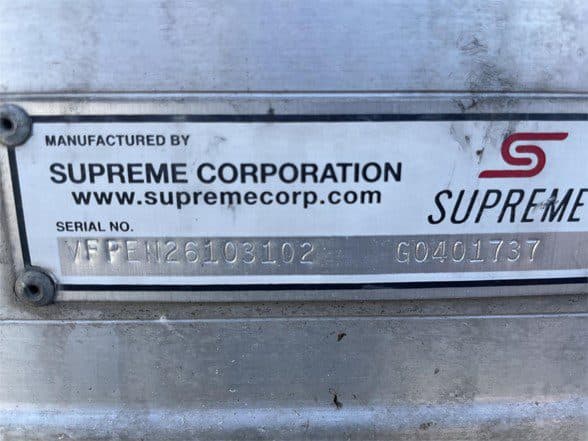 MANUFACTURED BY
SUPREME CORPORATION
www.supremecorp.com
SUPREME
SERIAL NO.
VFPEN26103102 G0401737